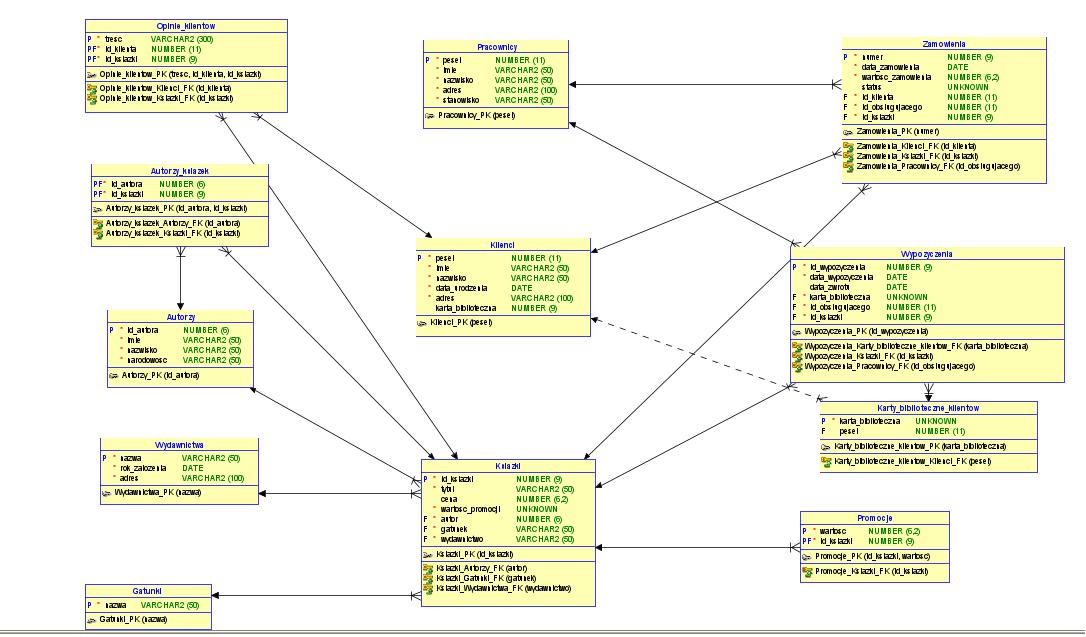 Opinie_klientow
P * tresc VARCHAR2 (300)
PF* id_klienta NUMBER (11)
PF* id_ksiazki NUMBER (9)
Opinie_klientow_PK (tresc, id_klienta, id_ksiazki)
Opinie_klientow_Klienci_FK (id_klienta)
Opinie_klientow_Ksiazki_FK (id_ksiazki)
Pracownicy
P * pesel NUMBER (11)
* imie VARCHAR2 (50)
* nazwisko VARCHAR2 (50)
* adres VARCHAR2 (100)
* stanowisko VARCHAR2 (50)
Pracownicy_PK (pesel)
Zamowienia
P * numer NUMBER (9)
* data_zamowienia DATE
* wartosc_zamowienia NUMBER (6,2)
status UNKNOWN
F * id_klienta NUMBER (11)
F * id_obslugujacego NUMBER (11)
F * id_ksiazki NUMBER (9)
Zamowienia_PK (numer)
Zamowienia_Klienci_FK (id_klienta)
Zamowienia_Ksiazki_FK (id_ksiazki)
Zamowienia_Pracownicy_FK (id_obslugujacego)
Autorzy_ksiazek
PF* id_autora NUMBER (6)
PF* id_ksiazki NUMBER (9)
Autorzy_ksiazek_PK (id_autora, id_ksiazki)
Autorzy_ksiazek_Autorzy_FK (id_autora)
Autorzy_ksiazek_Ksiazki_FK (id_ksiazki)
Klienci
P * pesel NUMBER (11)
* imie VARCHAR2 (50)
* nazwisko VARCHAR2 (50)
* data_urodzenia DATE
* adres VARCHAR2 (100)
karta_biblioteczna NUMBER (9)
Klienci_PK (pesel)
Wypozyczenia
P * id_wypozyczenia NUMBER (9)
* data_wypozyczenia DATE
data_zwrotu DATE
F * karta_biblioteczna UNKNOWN
F * id_obslugujacego NUMBER (11)
F * id_ksiazki NUMBER (9)
Wypozyczenia_PK (id_wypozyczenia)
Wypozyczenia_Karty_biblioteczne_klientow_FK (karta_biblioteczna)
Wypozyczenia_Ksiazki_FK (id_ksiazki)
Wypozyczenia_Pracownicy_FK (id_obslugujacego)
Autorzy
P * id_autora NUMBER (6)
* imie VARCHAR2 (50)
* nazwisko VARCHAR2 (50)
* narodowosc VARCHAR2 (50)
Autorzy_PK (id_autora)
Karty_biblioteczne_klientow
P * karta_biblioteczna UNKNOWN
F pesel NUMBER (11)
Karty_biblioteczne_klientow_PK (karta_biblioteczna)
Karty_biblioteczne_klientow_Klienci_FK (pesel)
Wydawnictwa
P * nazwa VARCHAR2 (50)
* rok_zalozenia DATE
* adres VARCHAR2 (100)
Wydawnictwa_PK (nazwa)
Ksiazki
P * id_ksiazki NUMBER (9)
* tytul VARCHAR2 (50)
cena NUMBER (6,2)
* wartosc_promocji UNKNOWN
F * autor NUMBER (6)
F * gatunek VARCHAR2 (50)
F * wydawnictwo VARCHAR2 (50)
Ksiazki_PK (id_ksiazki)
Ksiazki_Autorzy_FK (autor)
Ksiazki_Gatunki_FK (gatunek)
Ksiazki_Wydawnictwa_FK (wydawnictwo)
Promocje
P * wartosc NUMBER (6,2)
PF* id_ksiazki NUMBER (9)
Promocje_PK (id_ksiazki, wartosc)
Promocje_Ksiazki_FK (id_ksiazki)
Gatunki
P * nazwa VARCHAR2 (50)
Gatunki_PK (nazwa)